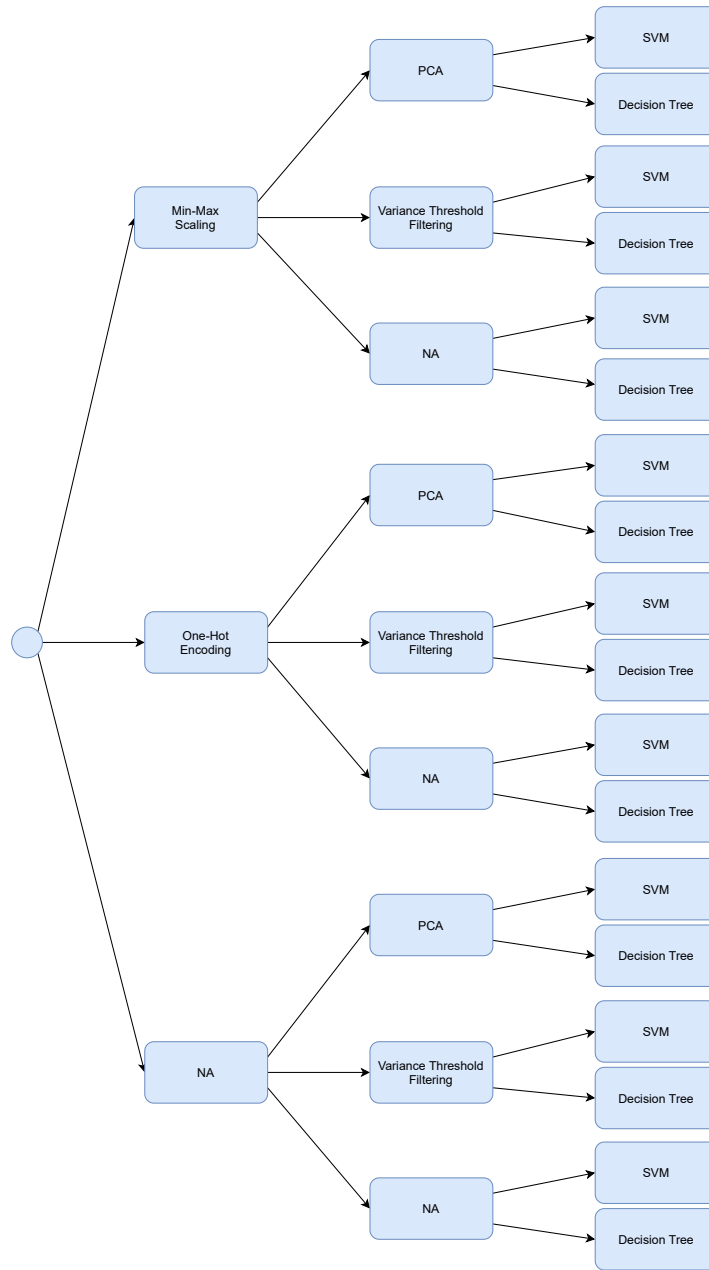 SVM
PCA
Decision Tree
SVM
Min-Max
Scaling
Variance Threshold
Filtering
Decision Tree
SVM
NA
Decision Tree
SVM
PCA
Decision Tree
SVM
One-Hot
Encoding
Variance Threshold
Filtering
Decision Tree
SVM
NA
Decision Tree
SVM
PCA
Decision Tree
SVM
NA
Variance Threshold
Filtering
Decision Tree
SVM
NA
Decision Tree